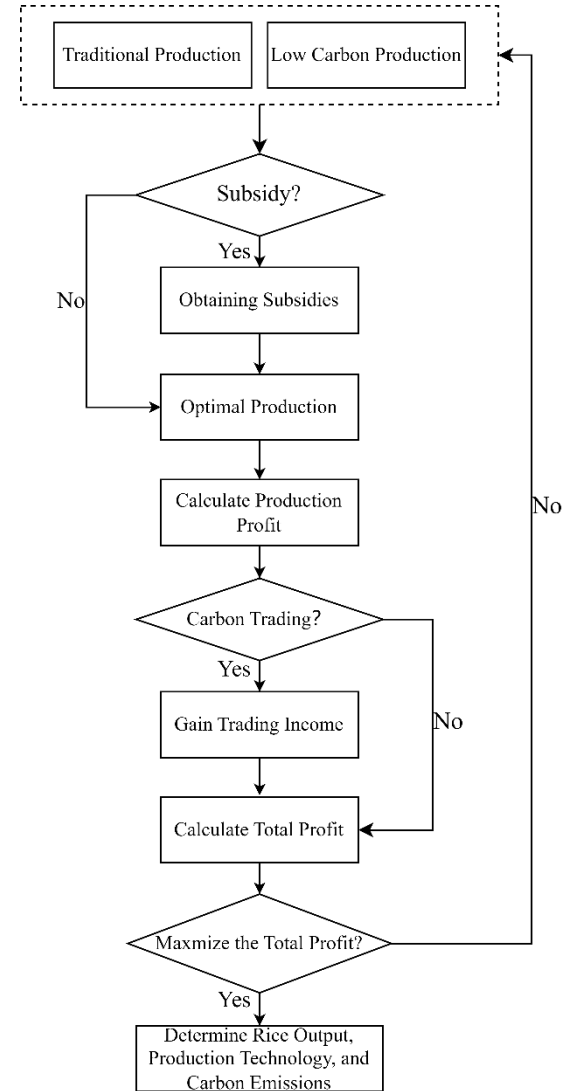 Traditional Production
Low Carbon Production
Subsidy?
Yes
No
Obtaining Subsidies
Optimal Production
Calculate Production
Profit
No
Carbon Trading?
Yes
Gain Trading Income
No
Calculate Total Profit
Maxmize the Total Profit?
Yes
Determine Rice Output,
Production Technology, and
Carbon Emissions